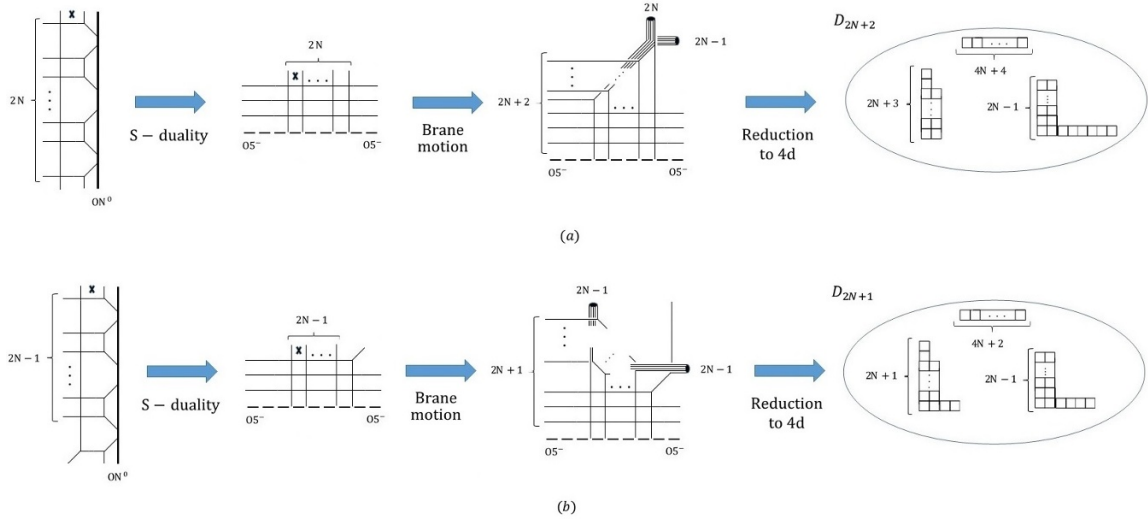 X
2N
ON⁰
S − duality
2N
X . . .
O5⁻ O5⁻
Brane
motion
2N
2N − 1
2N + 2
. . .
O5⁻ O5⁻
Reduction
to 4d
D₂N₊₂
. . .
4N + 4
2N + 3
2N − 1
(a)
X
2N − 1
ON⁰
S − duality
2N − 1
X . . .
O5⁻ O5⁻
Brane
motion
2N − 1
2N + 1
2N − 1
. . .
O5⁻ O5⁻
Reduction
to 4d
D₂N₊₁
. . .
4N + 2
2N + 1
2N − 1
(b)